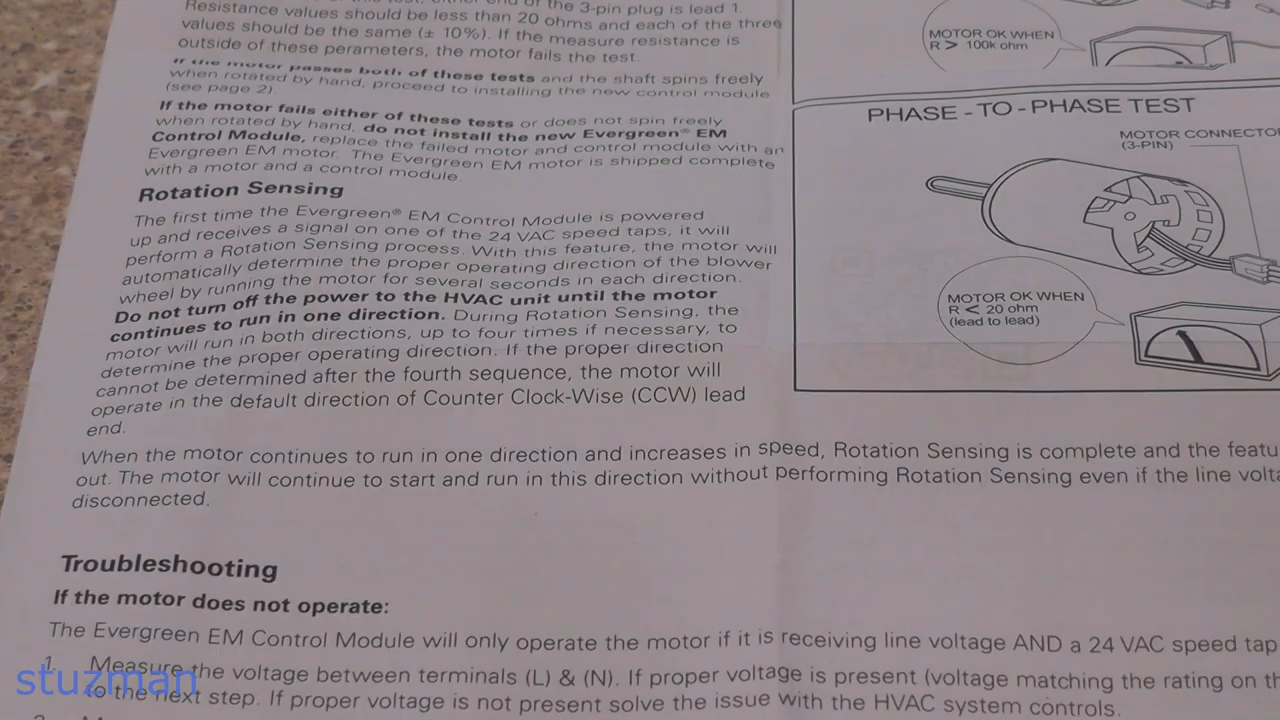 of the 3-pin plug is lead 1.
Resistance values should be less than 20 ohms and each of the three
values should be the same (± 10%). If the measure resistance is
outside of these perameters, the motor fails the test.
If the motor passes both of these tests and the shaft spins freely
when rotated by hand, proceed to installing the new control module
(see page 2).
If the motor fails either of these tests or does not spin freely
when rotated by hand, do not install the new Evergreen® EM
Control Module, replace the failed motor and control module with an
Evergreen EM motor. The Evergreen EM motor is shipped complete
with a motor and a control module.
Rotation Sensing
The first time the Evergreen® EM Control Module is powered
up and receives a signal on one of the 24 VAC speed taps, it will
perform a Rotation Sensing process. With this feature, the motor will
automatically determine the proper operating direction of the blower
wheel by running the motor for several seconds in each direction.
Do not turn off the power to the HVAC unit until the motor
continues to run in one direction. During Rotation Sensing, the
motor will run in both directions, up to four times if necessary, to
determine the proper operating direction. If the proper direction
cannot be determined after the fourth sequence, the motor will
operate in the default direction of Counter Clock-Wise (CCW) lead
end.
MOTOR OK WHEN
R > 100k ohm
PHASE - TO - PHASE TEST
MOTOR CONNECTO
(3-PIN)
MOTOR OK WHEN
R < 20 ohm
(lead to lead)
When the motor continues to run in one direction and increases in speed, Rotation Sensing is complete and the featu
out. The motor will continue to start and run in this direction without performing Rotation Sensing even if the line volta
disconnected.
Troubleshooting
If the motor does not operate:
The Evergreen EM Control Module will only operate the motor if it is receiving line voltage AND a 24 VAC speed tap
1. Measure the voltage between terminals (L) & (N). If proper voltage is present (voltage matching the rating on th
to the next step. If proper voltage is not present solve the issue with the HVAC system controls.
stuzman